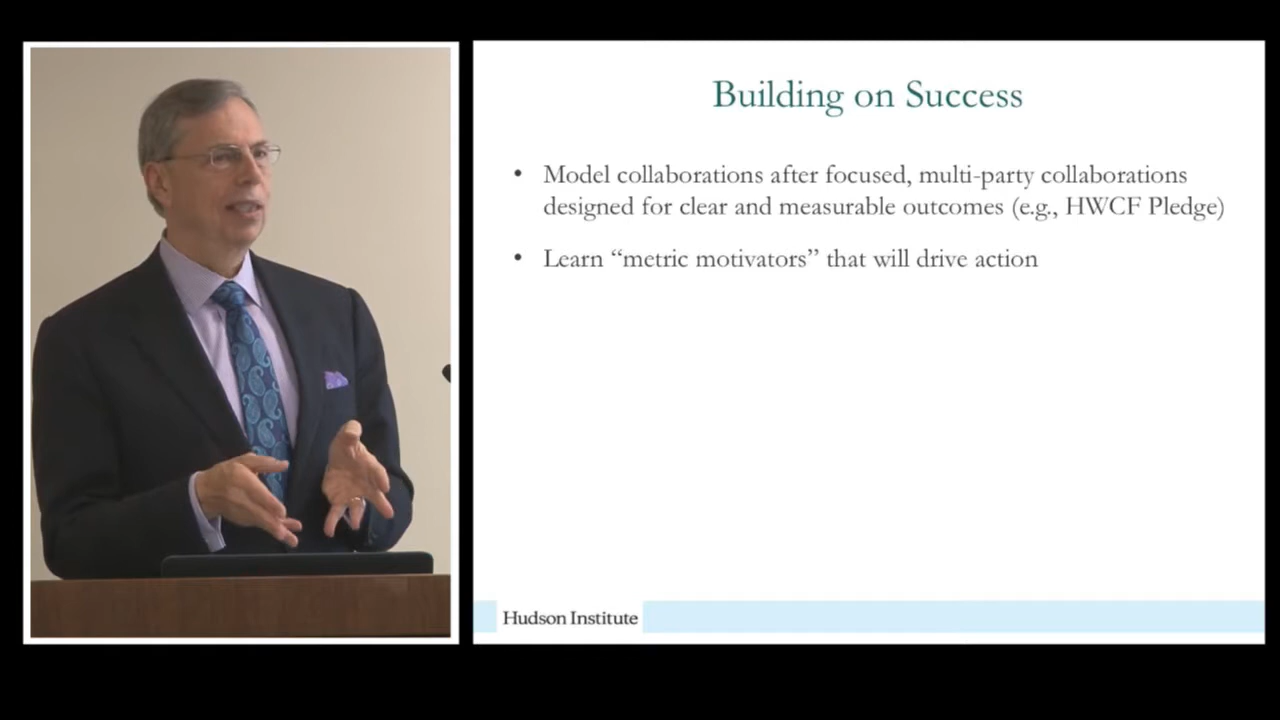 Building on Success
• Model collaborations after focused, multi-party collaborations
designed for clear and measurable outcomes (e.g., HWCF Pledge)
• Learn “metric motivators” that will drive action
Hudson Institute